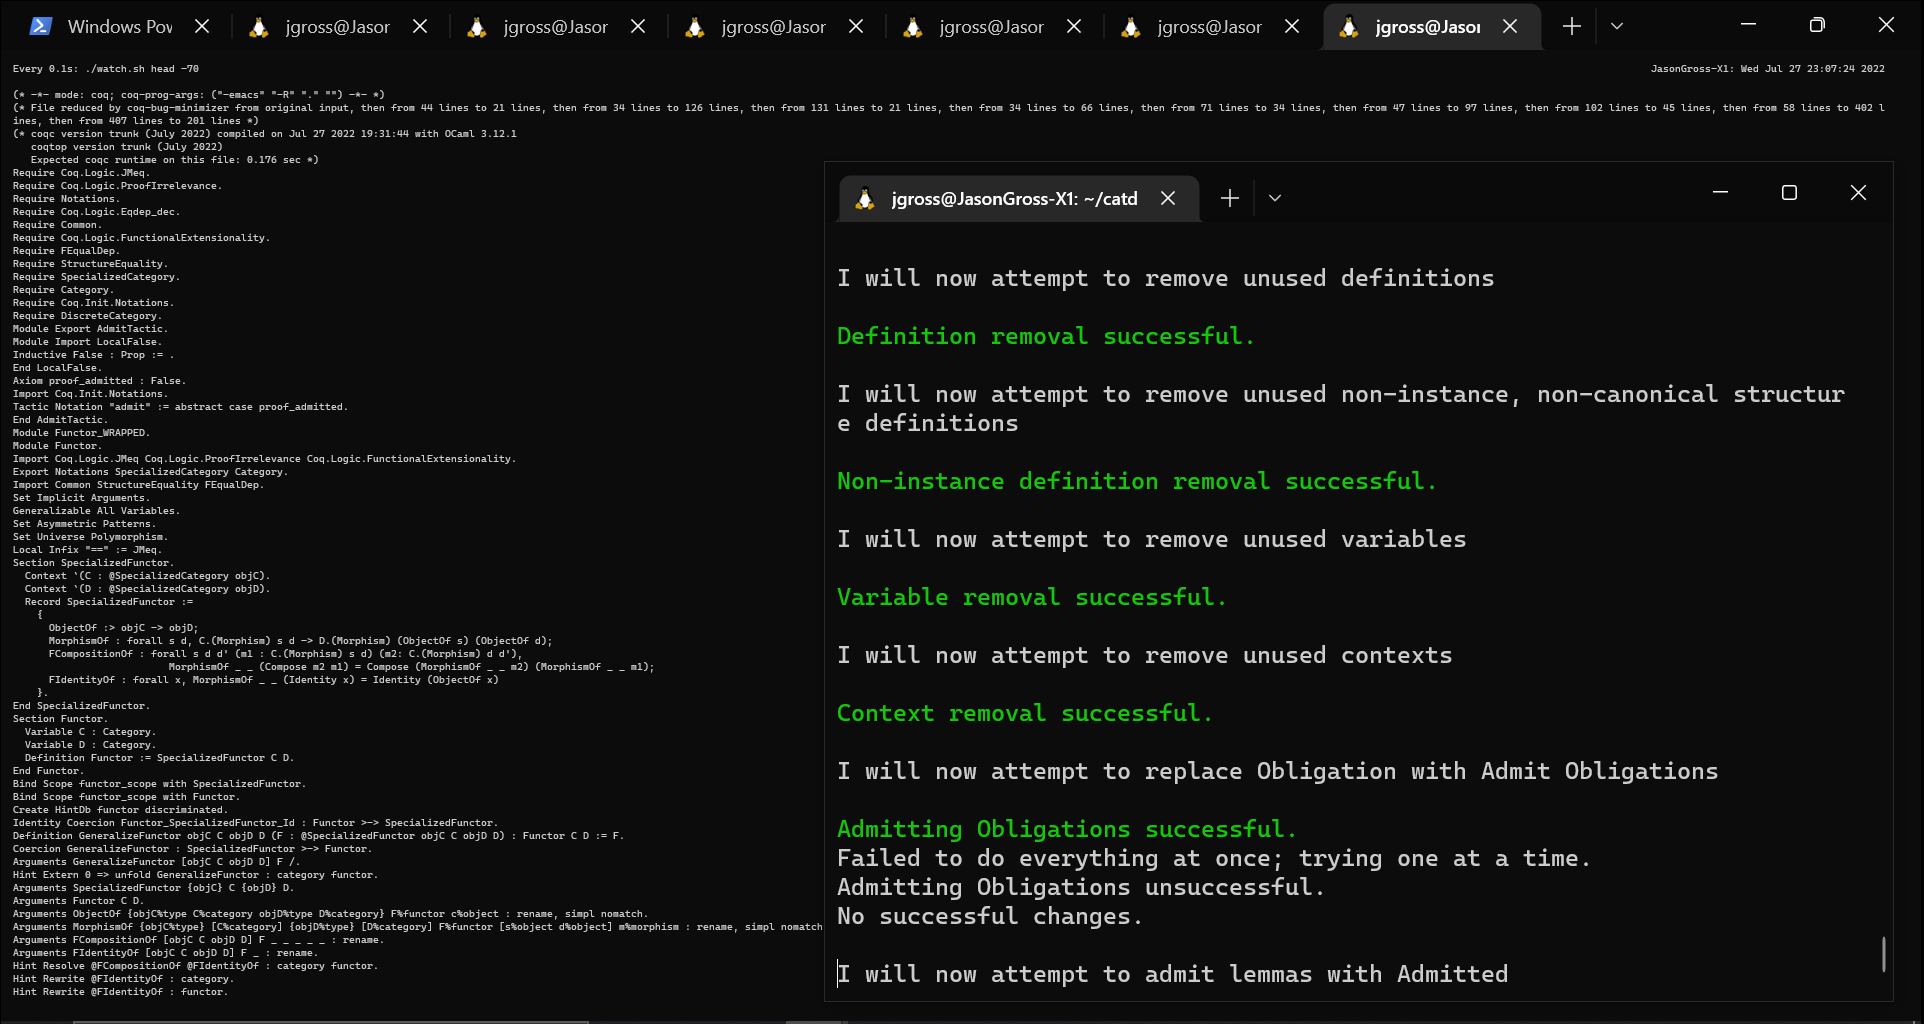 Windows Pov
jgross@Jasor
jgross@Jasor
jgross@Jasor
jgross@Jasor
jgross@Jasor
jgross@Jasor
Every 0.1s: ./watch.sh head -70
JasonGross-X1: Wed Jul 27 23:07:24 2022
(* -*- mode: coq; coq-prog-args: ("-emacs" "-R" "." "") -*- *)
(* File reduced by coq-bug-minimizer from original input, then from 44 lines to 21 lines, then from 34 lines to 126 lines, then from 131 lines to 21 lines, then from 34 lines to 66 lines, then from 71 lines to 34 lines, then from 47 lines to 97 lines, then from 102 lines to 45 lines, then from 58 lines to 402 l
ines, then from 407 lines to 201 lines *)
(* coqc version trunk (July 2022) compiled on Jul 27 2022 19:31:44 with OCaml 3.12.1
   coqtop version trunk (July 2022)
   Expected coqc runtime on this file: 0.176 sec *)
Require Coq.Logic.JMeq.
Require Coq.Logic.ProofIrrelevance.
Require Notations.
Require Coq.Logic.Eqdep_dec.
Require Common.
Require Coq.Logic.FunctionalExtensionality.
Require FEqualDep.
Require StructureEquality.
Require SpecializedCategory.
Require Category.
Require Coq.Init.Notations.
Require DiscreteCategory.
Module Export AdmitTactic.
Module Import LocalFalse.
Inductive False : Prop := .
End LocalFalse.
Axiom proof_admitted : False.
Import Coq.Init.Notations.
Tactic Notation "admit" := abstract case proof_admitted.
End AdmitTactic.
Module Functor_WRAPPED.
Module Functor.
Import Coq.Logic.JMeq Coq.Logic.ProofIrrelevance Coq.Logic.FunctionalExtensionality.
Export Notations SpecializedCategory Category.
Import Common StructureEquality FEqualDep.
Set Implicit Arguments.
Generalizable All Variables.
Set Asymmetric Patterns.
Set Universe Polymorphism.
Local Infix "==" := JMeq.
Section SpecializedFunctor.
  Context `(C : @SpecializedCategory objC).
  Context `(D : @SpecializedCategory objD).
  Record SpecializedFunctor :=
    {
      ObjectOf :> objC -> objD;
      MorphismOf : forall s d, C.(Morphism) s d -> D.(Morphism) (ObjectOf s) (ObjectOf d);
      FCompositionOf : forall s d d' (m1 : C.(Morphism) s d) (m2: C.(Morphism) d d'),
                          MorphismOf _ _ (Compose m2 m1) = Compose (MorphismOf _ _ m2) (MorphismOf _ _ m1);
      FIdentityOf : forall x, MorphismOf _ _ (Identity x) = Identity (ObjectOf x)
    }.
End SpecializedFunctor.
Section Functor.
  Variable C : Category.
  Variable D : Category.
  Definition Functor := SpecializedFunctor C D.
End Functor.
Bind Scope functor_scope with SpecializedFunctor.
Bind Scope functor_scope with Functor.
Create HintDb functor discriminated.
Identity Coercion Functor_SpecializedFunctor_Id : Functor >-> SpecializedFunctor.
Definition GeneralizeFunctor objC C objD D (F : @SpecializedFunctor objC C objD D) : Functor C D := F.
Coercion GeneralizeFunctor : SpecializedFunctor >-> Functor.
Arguments GeneralizeFunctor [objC C objD D] F /.
Hint Extern 0 => unfold GeneralizeFunctor : category functor.
Arguments SpecializedFunctor {objC} C {objD} D.
Arguments Functor C D.
Arguments ObjectOf {objC%type C%category objD%type D%category} F%functor c%object : rename, simpl nomatch.
Arguments MorphismOf {objC%type} [C%category] {objD%type} [D%category] F%functor [s%object d%object] m%morphism : rename, simpl nomatch
Arguments FCompositionOf [objC C objD D] F _ _ _ _ _ : rename.
Arguments FIdentityOf [objC C objD D] F _ : rename.
Hint Resolve @FCompositionOf @FIdentityOf : category functor.
Hint Rewrite @FIdentityOf : category.
Hint Rewrite @FIdentityOf : functor.
jgross@JasonGross-X1: ~/catd
I will now attempt to remove unused definitions
Definition removal successful.
I will now attempt to remove unused non-instance, non-canonical structur
e definitions
Non-instance definition removal successful.
I will now attempt to remove unused variables
Variable removal successful.
I will now attempt to remove unused contexts
Context removal successful.
I will now attempt to replace Obligation with Admit Obligations
Admitting Obligations successful.
Failed to do everything at once; trying one at a time.
Admitting Obligations unsuccessful.
No successful changes.
I will now attempt to admit lemmas with Admitted